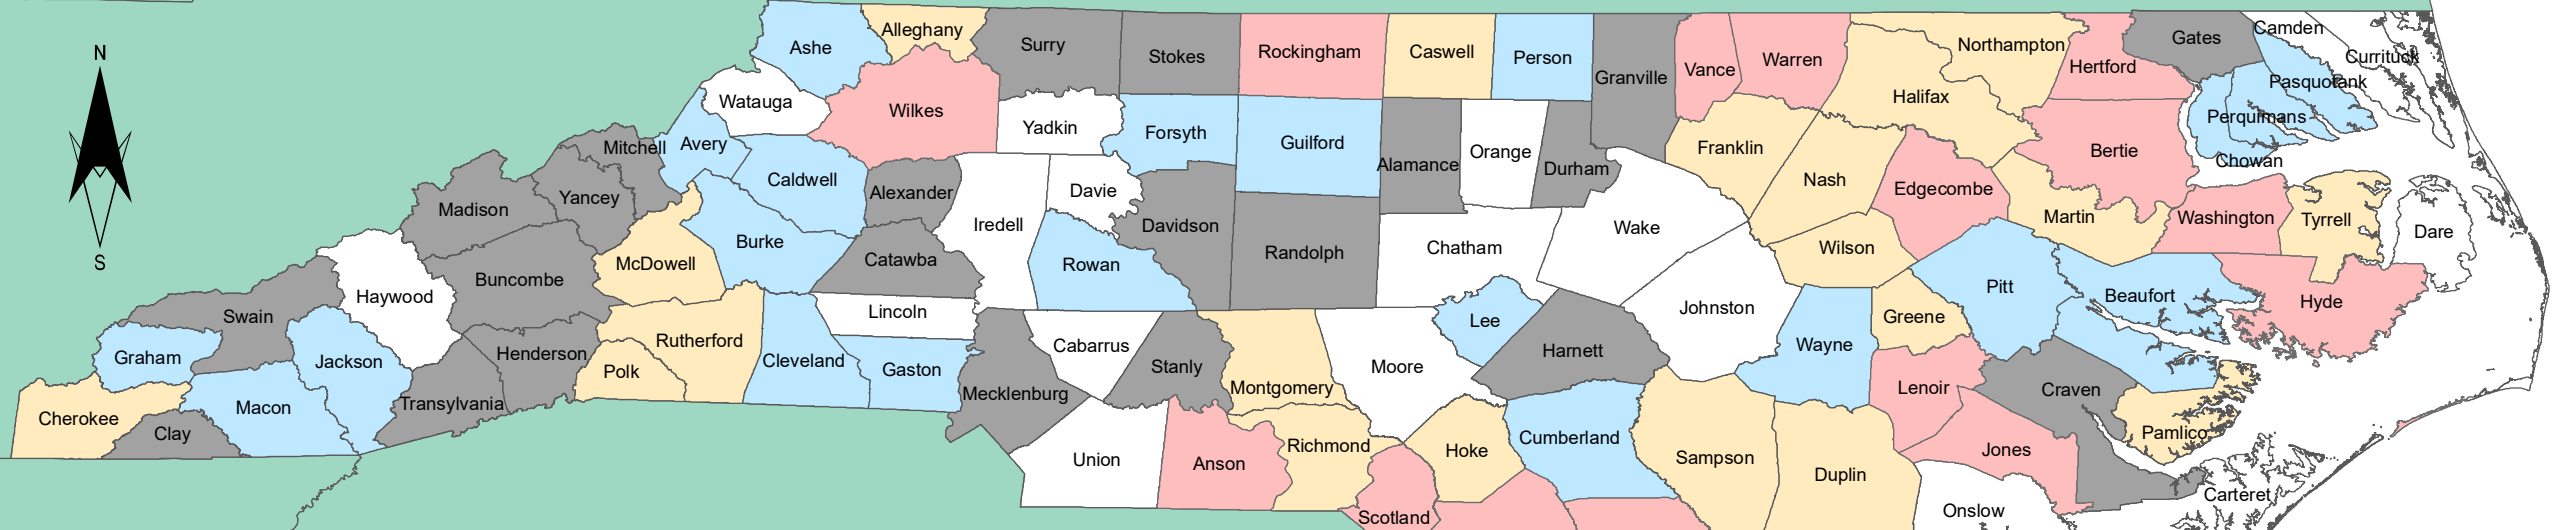 N
S
Ashe
Alleghany
Surry
Stokes
Rockingham
Caswell
Person
Granville
Vance
Warren
Northampton
Hertford
Gates
Camden
Currituck
Pasquotank
Perquimans
Chowan
Watauga
Wilkes
Yadkin
Forsyth
Guilford
Alamance
Orange
Durham
Franklin
Halifax
Bertie
Mitchell
Avery
Caldwell
Alexander
Iredell
Davie
Davidson
Randolph
Chatham
Wake
Nash
Edgecombe
Martin
Washington
Tyrrell
Dare
Madison
Yancey
McDowell
Burke
Catawba
Rowan
Wilson
Pitt
Beaufort
Hyde
Haywood
Buncombe
Swain
Graham
Jackson
Henderson
Rutherford
Polk
Cleveland
Lincoln
Gaston
Cabarrus
Stanly
Montgomery
Moore
Lee
Harnett
Johnston
Wayne
Greene
Lenoir
Craven
Pamlico
Cherokee
Clay
Macon
Transylvania
Mecklenburg
Union
Anson
Richmond
Hoke
Cumberland
Sampson
Duplin
Jones
Carteret
Onslow
Scotland